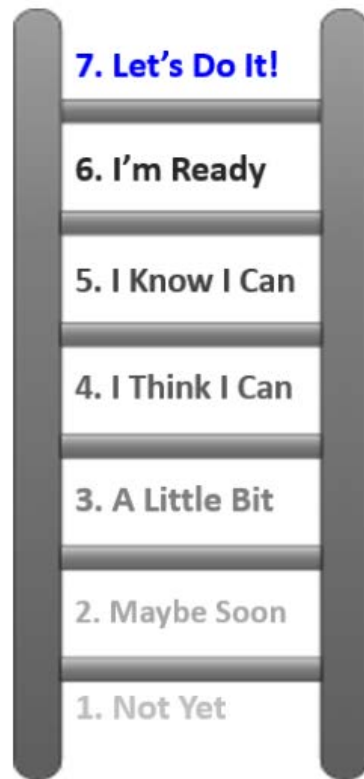 7. Let’s Do It!
6. I’m Ready
5. I Know I Can
4. I Think I Can
3. A Little Bit
2. Maybe Soon
1. Not Yet